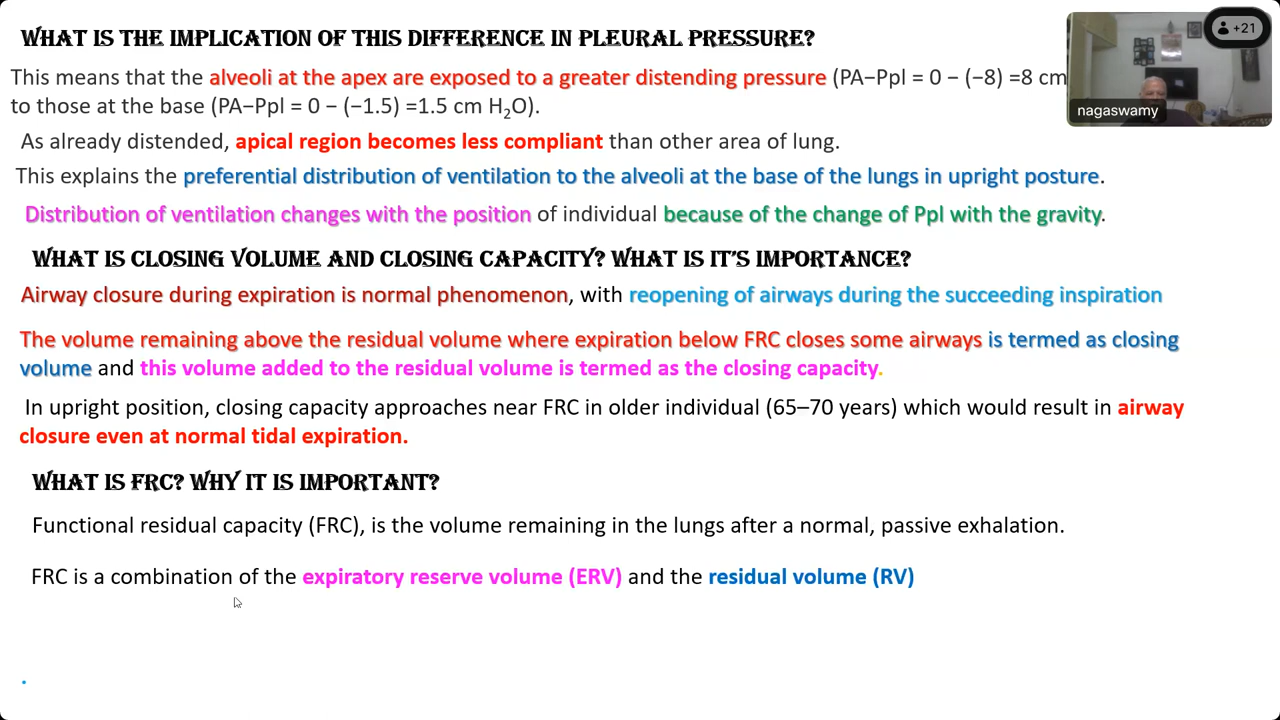 WHAT IS THE IMPLICATION OF THIS DIFFERENCE IN PLEURAL PRESSURE?
+21
This means that the alveoli at the apex are exposed to a greater distending pressure (PA−Ppl = 0 − (−8) =8 cm
to those at the base (PA−Ppl = 0 − (−1.5) =1.5 cm H₂O).
nagaswamy
As already distended, apical region becomes less compliant than other area of lung.
This explains the preferential distribution of ventilation to the alveoli at the base of the lungs in upright posture.
Distribution of ventilation changes with the position of individual because of the change of Ppl with the gravity.
WHAT IS CLOSING VOLUME AND CLOSING CAPACITY? WHAT IS IT'S IMPORTANCE?
Airway closure during expiration is normal phenomenon, with reopening of airways during the succeeding inspiration
The volume remaining above the residual volume where expiration below FRC closes some airways is termed as closing
volume and this volume added to the residual volume is termed as the closing capacity.
In upright position, closing capacity approaches near FRC in older individual (65–70 years) which would result in airway
closure even at normal tidal expiration.
WHAT IS FRC? WHY IT IS IMPORTANT?
Functional residual capacity (FRC), is the volume remaining in the lungs after a normal, passive exhalation.
FRC is a combination of the expiratory reserve volume (ERV) and the residual volume (RV)
.